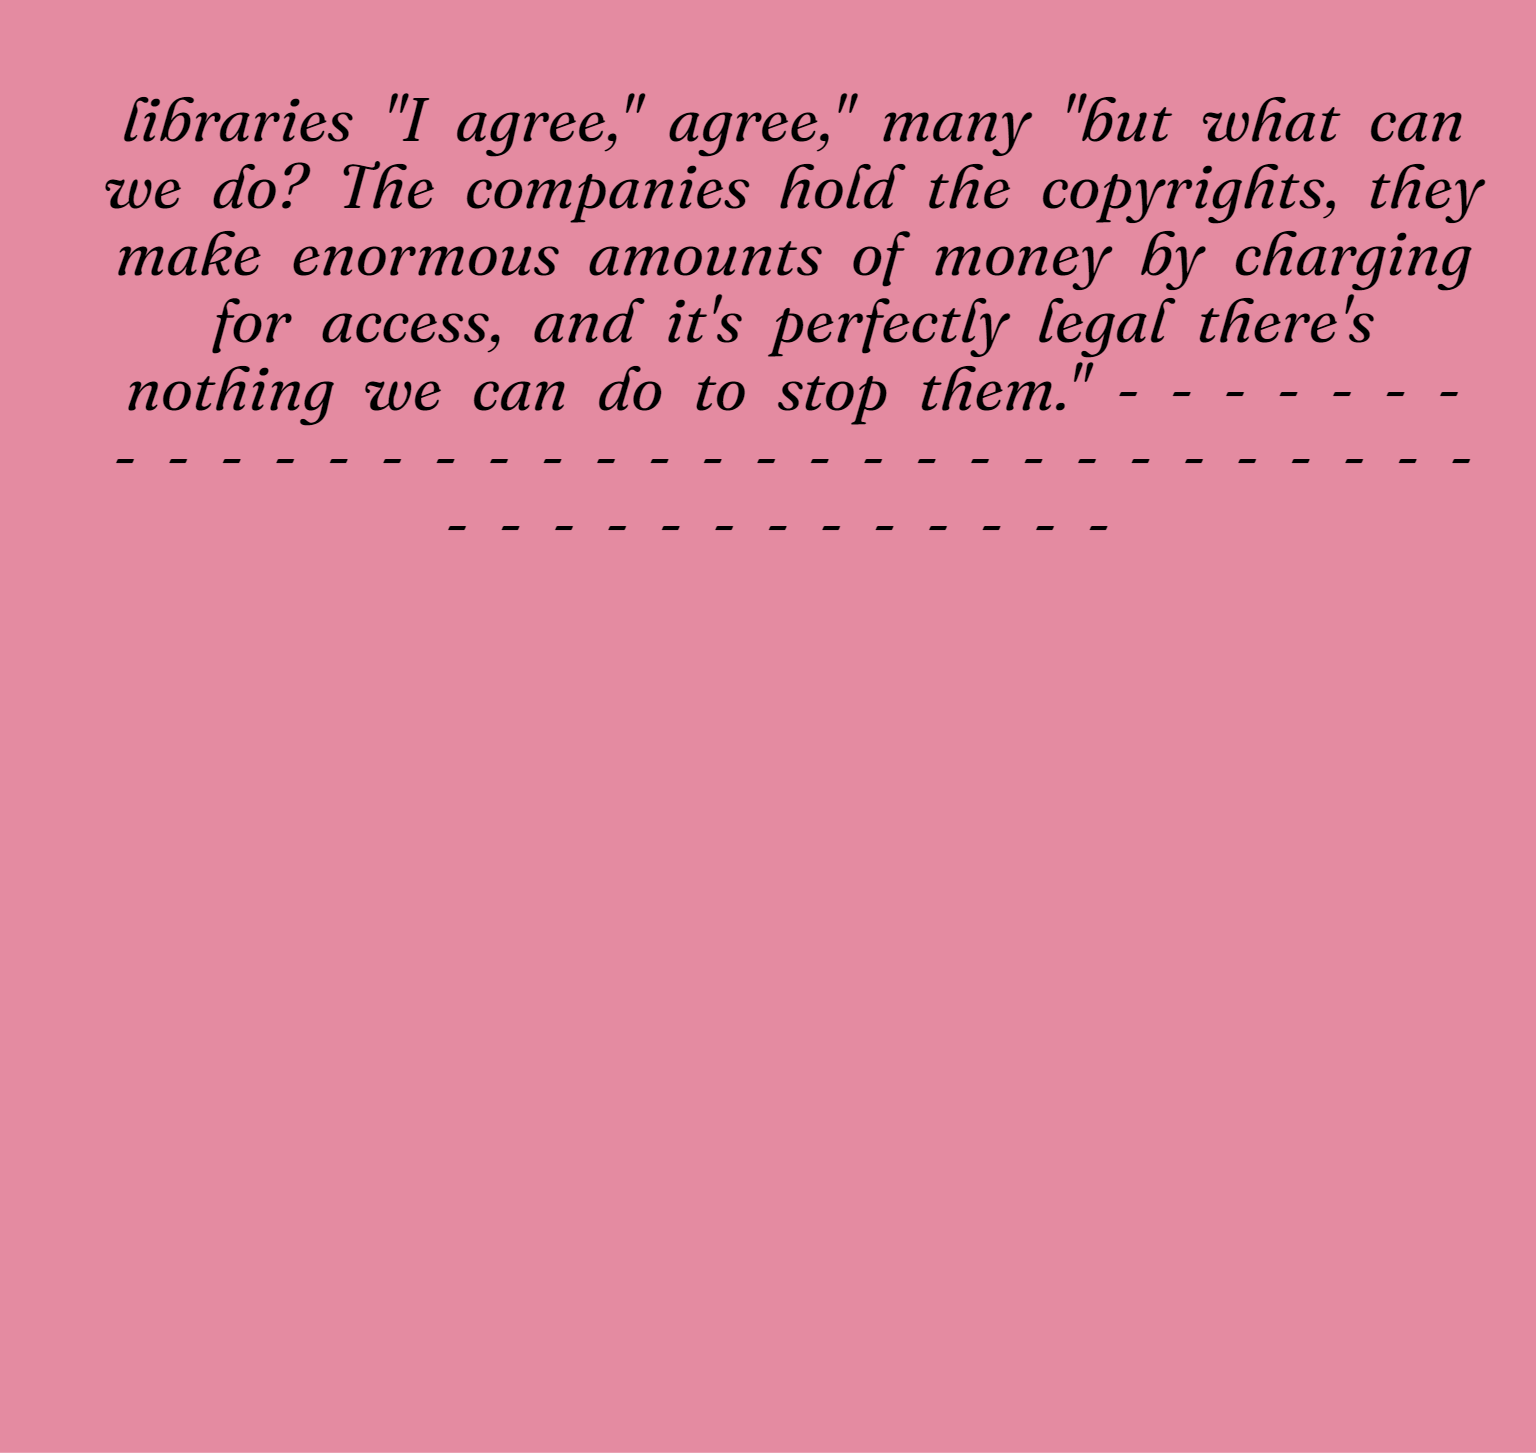 libraries "I agree," agree," many "but what can
we do? The companies hold the copyrights, they
make enormous amounts of money by charging
for access, and it's perfectly legal there's
nothing we can do to stop them." - - - - - - -
- - - - - - - - - - - - - - - - - - - - - - - - - -
- - - - - - - - - - - - -